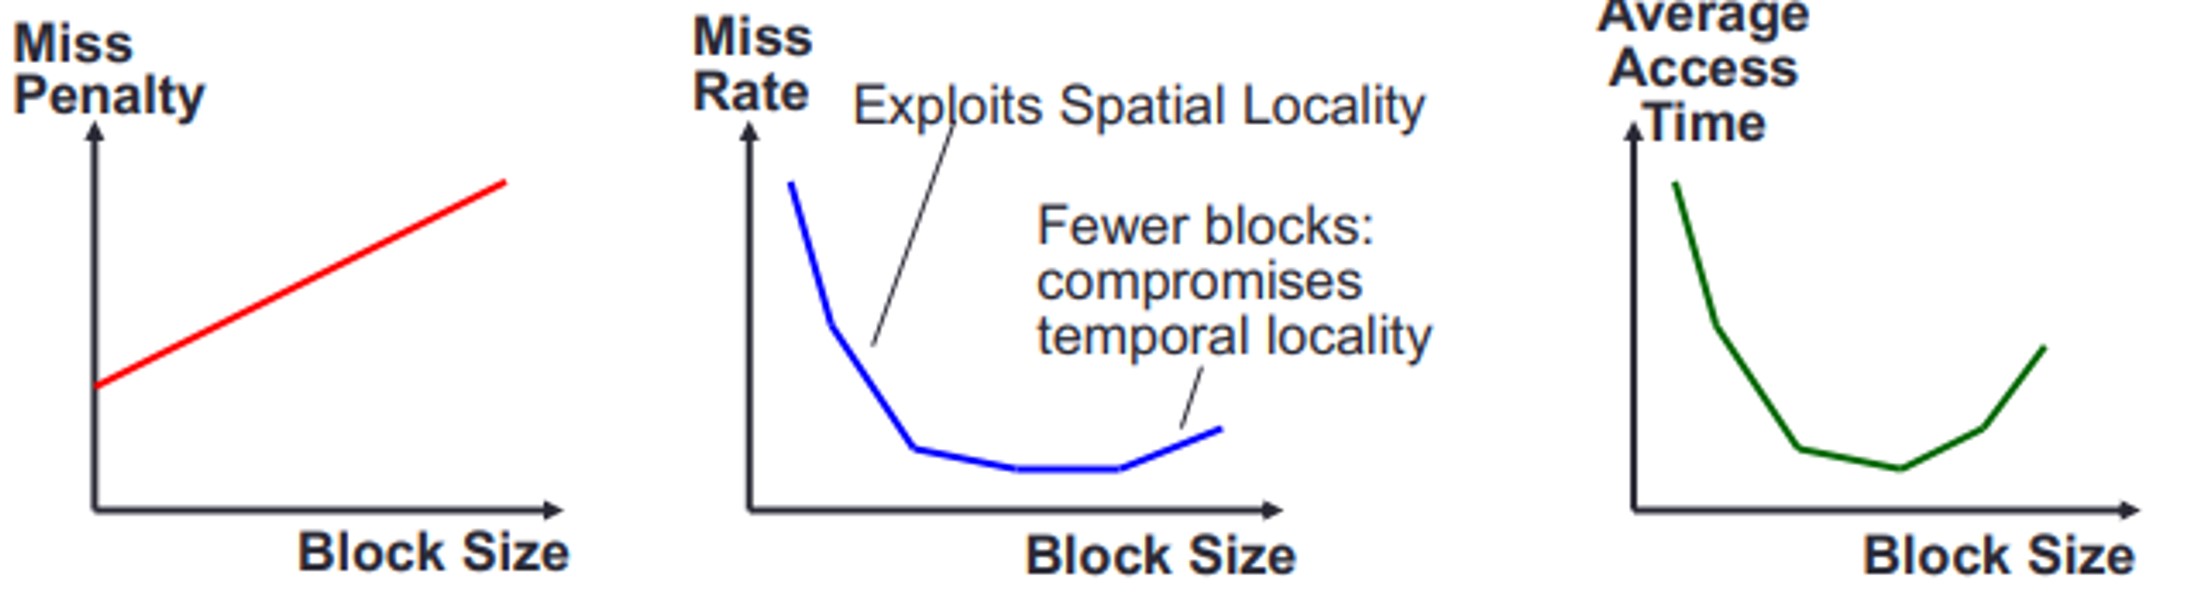 Miss
Penalty
Block Size
Miss
Rate
Exploits Spatial Locality
Fewer blocks:
compromises
temporal locality
Block Size
Average
Access
Time
Block Size